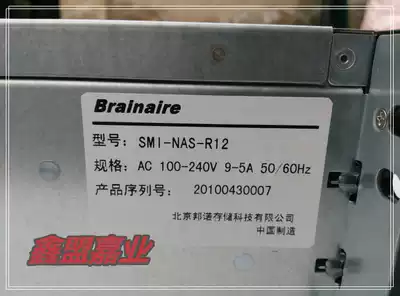 Brainaire
型号: SMI-NAS-R12
规格: AC 100-240V 9-5A 50/60Hz
产品序列号: 20100430007
北京邦诺存储科技有限公司
中国制造
鑫盟嘉业